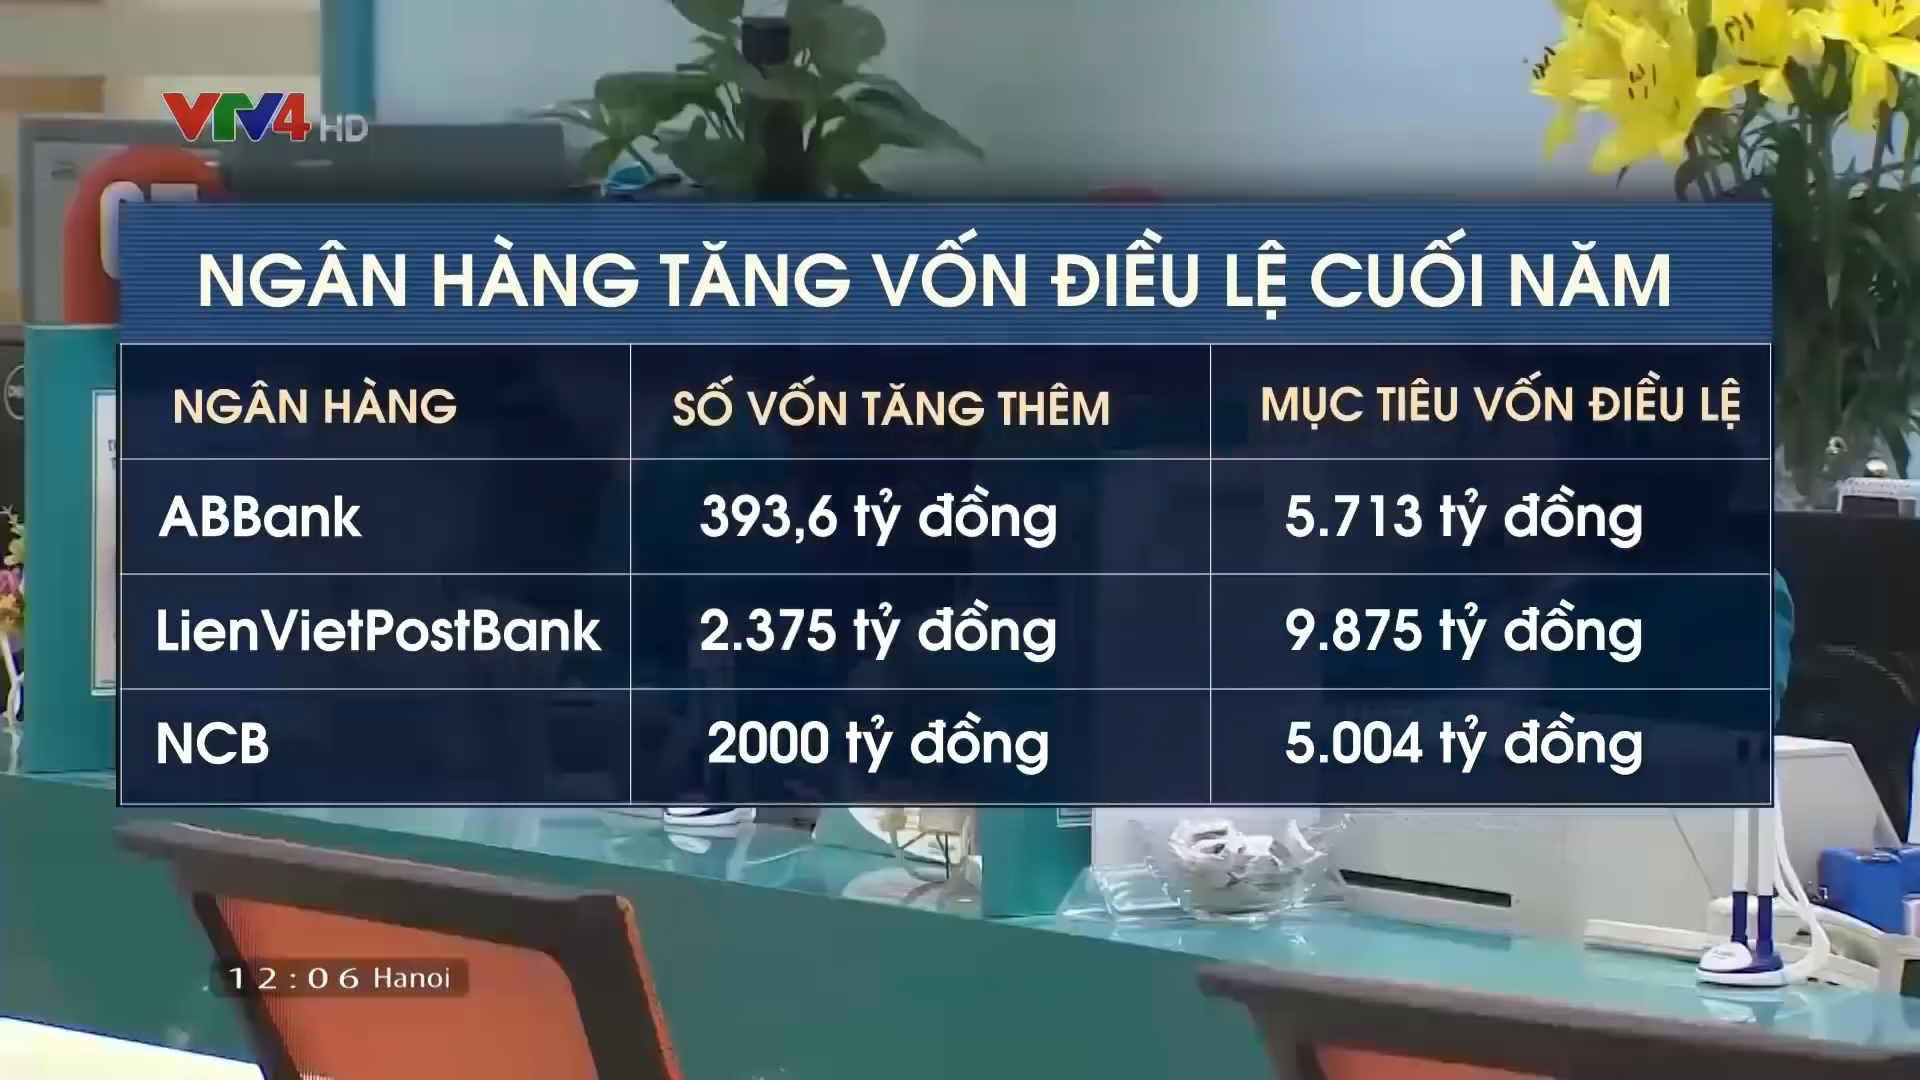 VTV4 HD
NGÂN HÀNG TĂNG VỐN ĐIỀU LỆ CUỐI NĂM
NGÂN HÀNG SỐ VỐN TĂNG THÊM MỤC TIÊU VỐN ĐIỀU LỆ
ABBank 393,6 tỷ đồng 5.713 tỷ đồng
LienVietPostBank 2.375 tỷ đồng 9.875 tỷ đồng
NCB 2000 tỷ đồng 5.004 tỷ đồng
12:06 Hanoi